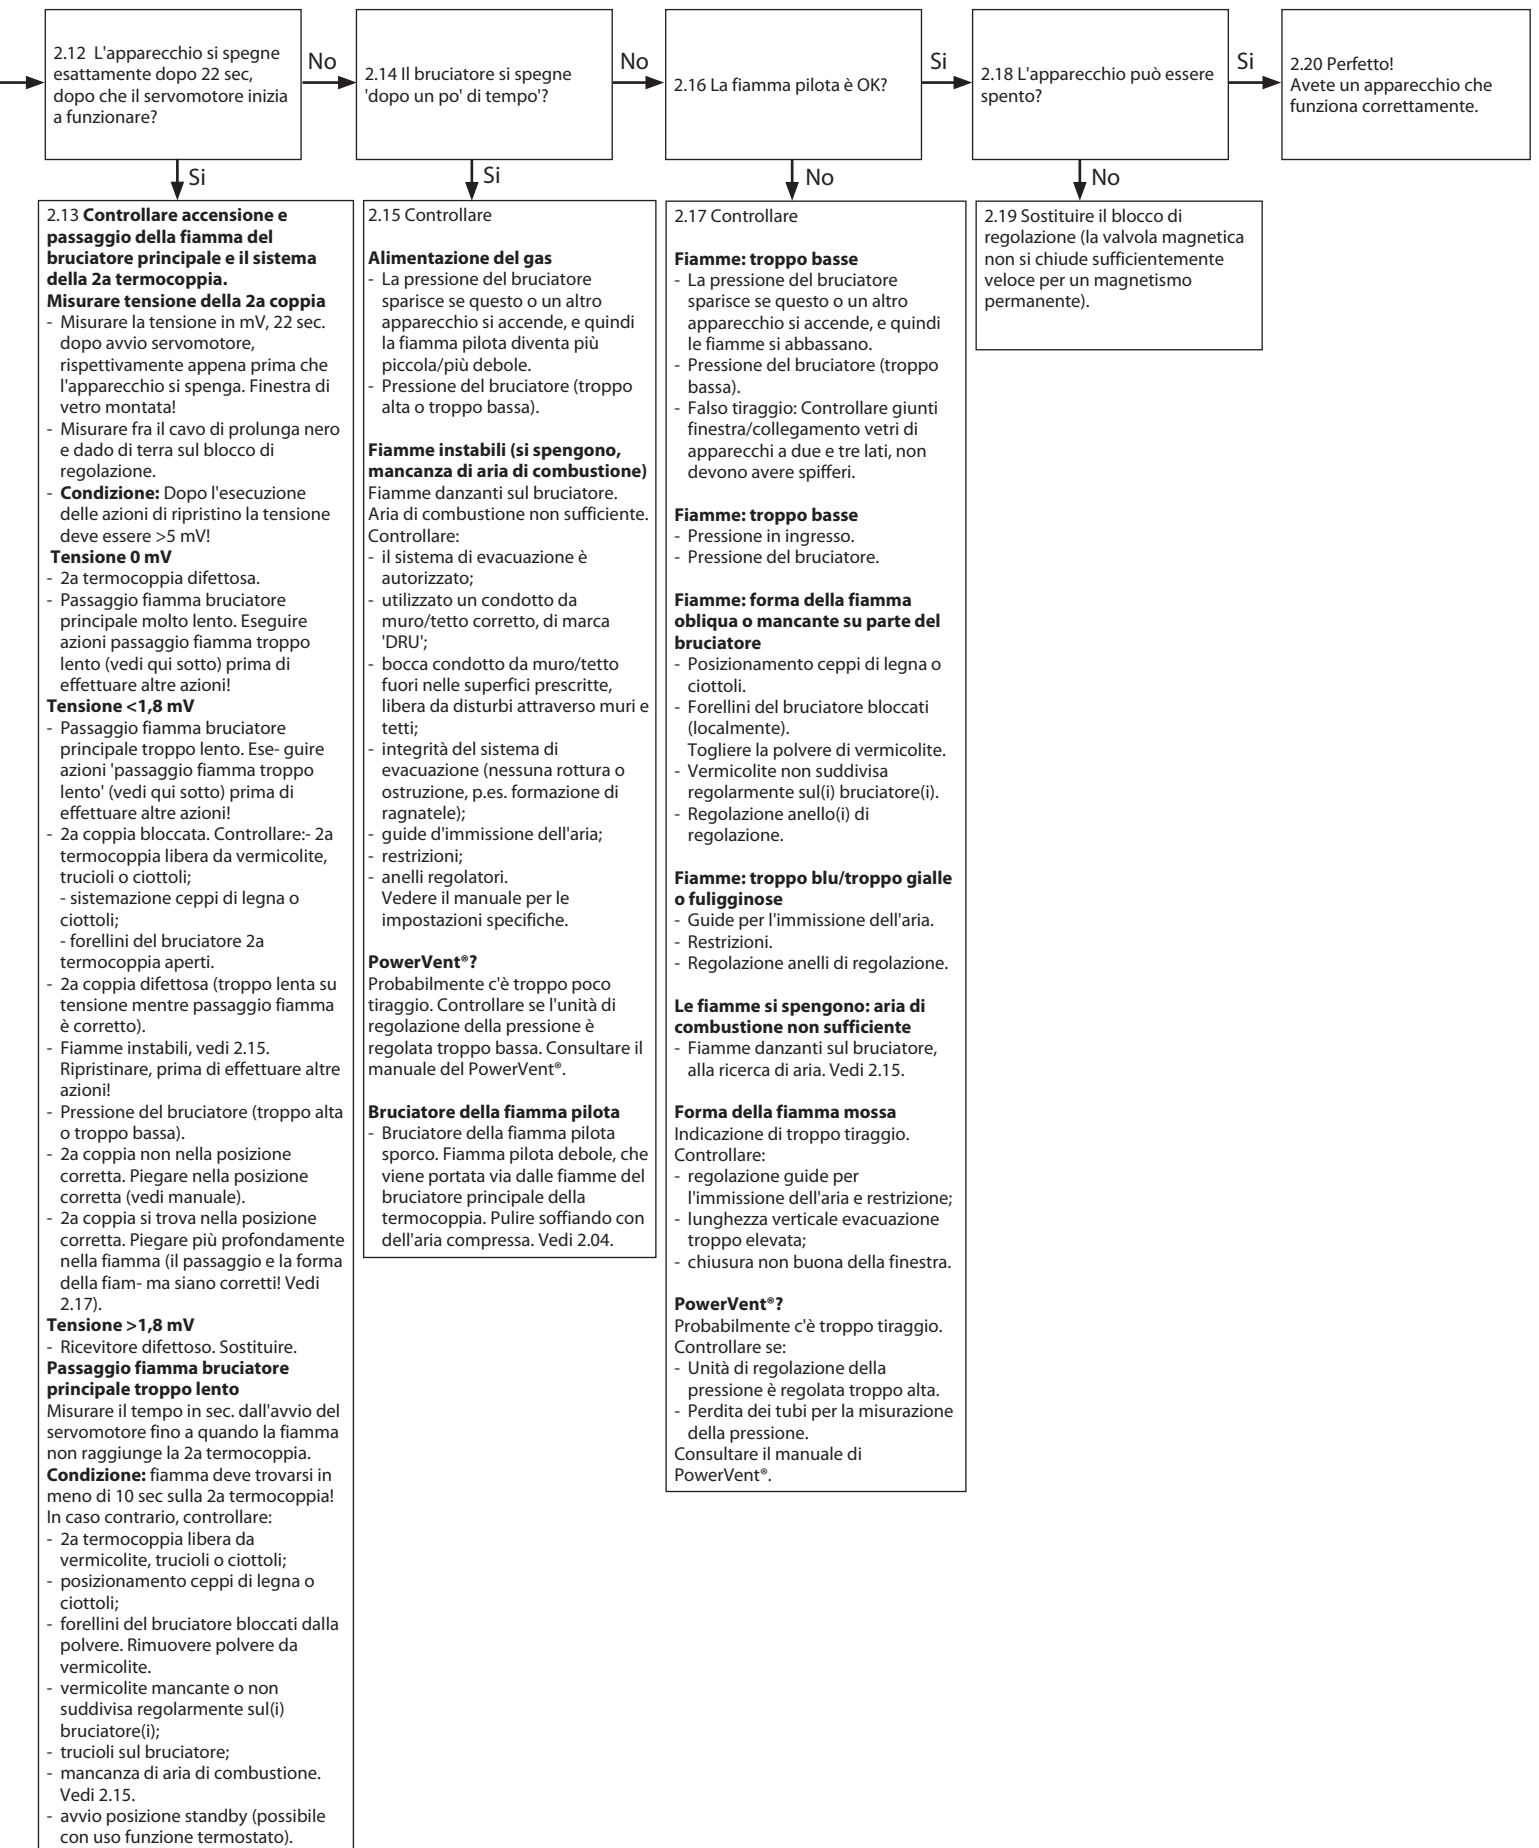 2.12 L'apparecchio si spegne
esattamente dopo 22 sec,
dopo che il servomotore inizia
a funzionare?
No
2.14 Il bruciatore si spegne
'dopo un po' di tempo'?
No
2.16 La fiamma pilota è OK?
Si
2.18 L'apparecchio può essere
spento?
Si
2.20 Perfetto!
Avete un apparecchio che
funziona correttamente.
Si
Si
No
No
2.13 Controllare accensione e
passaggio della fiamma del
bruciatore principale e il sistema
della 2a termocoppia.
Misurare tensione della 2a coppia
- Misurare la tensione in mV, 22 sec.
dopo avvio servomotore,
rispettivamente appena prima che
l'apparecchio si spenga. Finestra di
vetro montata!
- Misurare fra il cavo di prolunga nero
e dado di terra sul blocco di
regolazione.
- Condizione: Dopo l'esecuzione
delle azioni di ripristino la tensione
deve essere >5 mV!
Tensione 0 mV
- 2a termocoppia difettosa.
- Passaggio fiamma bruciatore
principale molto lento. Eseguire
azioni passaggio fiamma troppo
lento (vedi qui sotto) prima di
effettuare altre azioni!
Tensione <1,8 mV
- Passaggio fiamma bruciatore
principale troppo lento. Ese- guire
azioni 'passaggio fiamma troppo
lento' (vedi qui sotto) prima di
effettuare altre azioni!
- 2a coppia bloccata. Controllare:- 2a
termocoppia libera da vermicolite,
trucioli o ciottoli;
- sistemazione ceppi di legna o
ciottoli;
- forellini del bruciatore 2a
termocoppia aperti.
- 2a coppia difettosa (troppo lenta su
tensione mentre passaggio fiamma
è corretto).
- Fiamme instabili, vedi 2.15.
Ripristinare, prima di effettuare altre
azioni!
- Pressione del bruciatore (troppo alta
o troppo bassa).
- 2a coppia non nella posizione
corretta. Piegare nella posizione
corretta (vedi manuale).
- 2a coppia si trova nella posizione
corretta. Piegare più profondamente
nella fiamma (il passaggio e la forma
della fiam- ma siano corretti! Vedi
2.17).
Tensione >1,8 mV
- Ricevitore difettoso. Sostituire.
Passaggio fiamma bruciatore
principale troppo lento
Misurare il tempo in sec. dall'avvio del
servomotore fino a quando la fiamma
non raggiunge la 2a termocoppia.
Condizione: fiamma deve trovarsi in
meno di 10 sec sulla 2a termocoppia!
In caso contrario, controllare:
- 2a termocoppia libera da
vermicolite, trucioli o ciottoli;
- posizionamento ceppi di legna o
ciottoli;
- forellini del bruciatore bloccati dalla
polvere. Rimuovere polvere da
vermicolite.
- vermicolite mancante o non
suddivisa regolarmente sul(i)
bruciatore(i);
- trucioli sul bruciatore;
- mancanza di aria di combustione.
Vedi 2.15.
- avvio posizione standby (possibile
con uso funzione termostato).
2.15 Controllare
Alimentazione del gas
- La pressione del bruciatore
sparisce se questo o un altro
apparecchio si accende, e quindi
la fiamma pilota diventa più
piccola/più debole.
- Pressione del bruciatore (troppo
alta o troppo bassa).
Fiamme instabili (si spengono,
mancanza di aria di combustione)
Fiamme danzanti sul bruciatore.
Aria di combustione non sufficiente.
Controllare:
- il sistema di evacuazione è
autorizzato;
- utilizzato un condotto da
muro/tetto corretto, di marca
'DRU';
- bocca condotto da muro/tetto
fuori nelle superfici prescritte,
libera da disturbi attraverso muri e
tetti;
- integrità del sistema di
evacuazione (nessuna rottura o
ostruzione, p.es. formazione di
ragnatele);
- guide d'immissione dell'aria;
- restrizioni;
- anelli regolatori.
Vedere il manuale per le
impostazioni specifiche.
PowerVent®?
Probabilmente c'è troppo poco
tiraggio. Controllare se l'unità di
regolazione della pressione è
regolata troppo bassa. Consultare il
manuale del PowerVent®.
Bruciatore della fiamma pilota
- Bruciatore della fiamma pilota
sporco. Fiamma pilota debole, che
viene portata via dalle fiamme del
bruciatore principale della
termocoppia. Pulire soffiando con
dell'aria compressa. Vedi 2.04.
2.17 Controllare
Fiamme: troppo basse
- La pressione del bruciatore
sparisce se questo o un altro
apparecchio si accende, e quindi
le fiamme si abbassano.
- Pressione del bruciatore (troppo
bassa).
- Falso tiraggio: Controllare giunti
finestra/collegamento vetri di
apparecchi a due e tre lati, non
devono avere spifferi.
Fiamme: troppo basse
- Pressione in ingresso.
- Pressione del bruciatore.
Fiamme: forma della fiamma
obliqua o mancante su parte del
bruciatore
- Posizionamento ceppi di legna o
ciottoli.
- Forellini del bruciatore bloccati
(localmente).
Togliere la polvere di vermicolite.
- Vermicolite non suddivisa
regolarmente sul(i) bruciatore(i).
- Regolazione anello(i) di
regolazione.
Fiamme: troppo blu/troppo gialle
o fuligginose
- Guide per l'immissione dell'aria.
- Restrizioni.
- Regolazione anelli di regolazione.
Le fiamme si spengono: aria di
combustione non sufficiente
- Fiamme danzanti sul bruciatore,
alla ricerca di aria. Vedi 2.15.
Forma della fiamma mossa
Indicazione di troppo tiraggio.
Controllare:
- regolazione guide per
l'immissione dell'aria e restrizione;
- lunghezza verticale evacuazione
troppo elevata;
- chiusura non buona della finestra.
PowerVent®?
Probabilmente c'è troppo tiraggio.
Controllare se:
- Unità di regolazione della
pressione è regolata troppo alta.
- Perdita dei tubi per la misurazione
della pressione.
Consultare il manuale di
PowerVent®.
2.19 Sostituire il blocco di
regolazione (la valvola magnetica
non si chiude sufficientemente
veloce per un magnetismo
permanente).